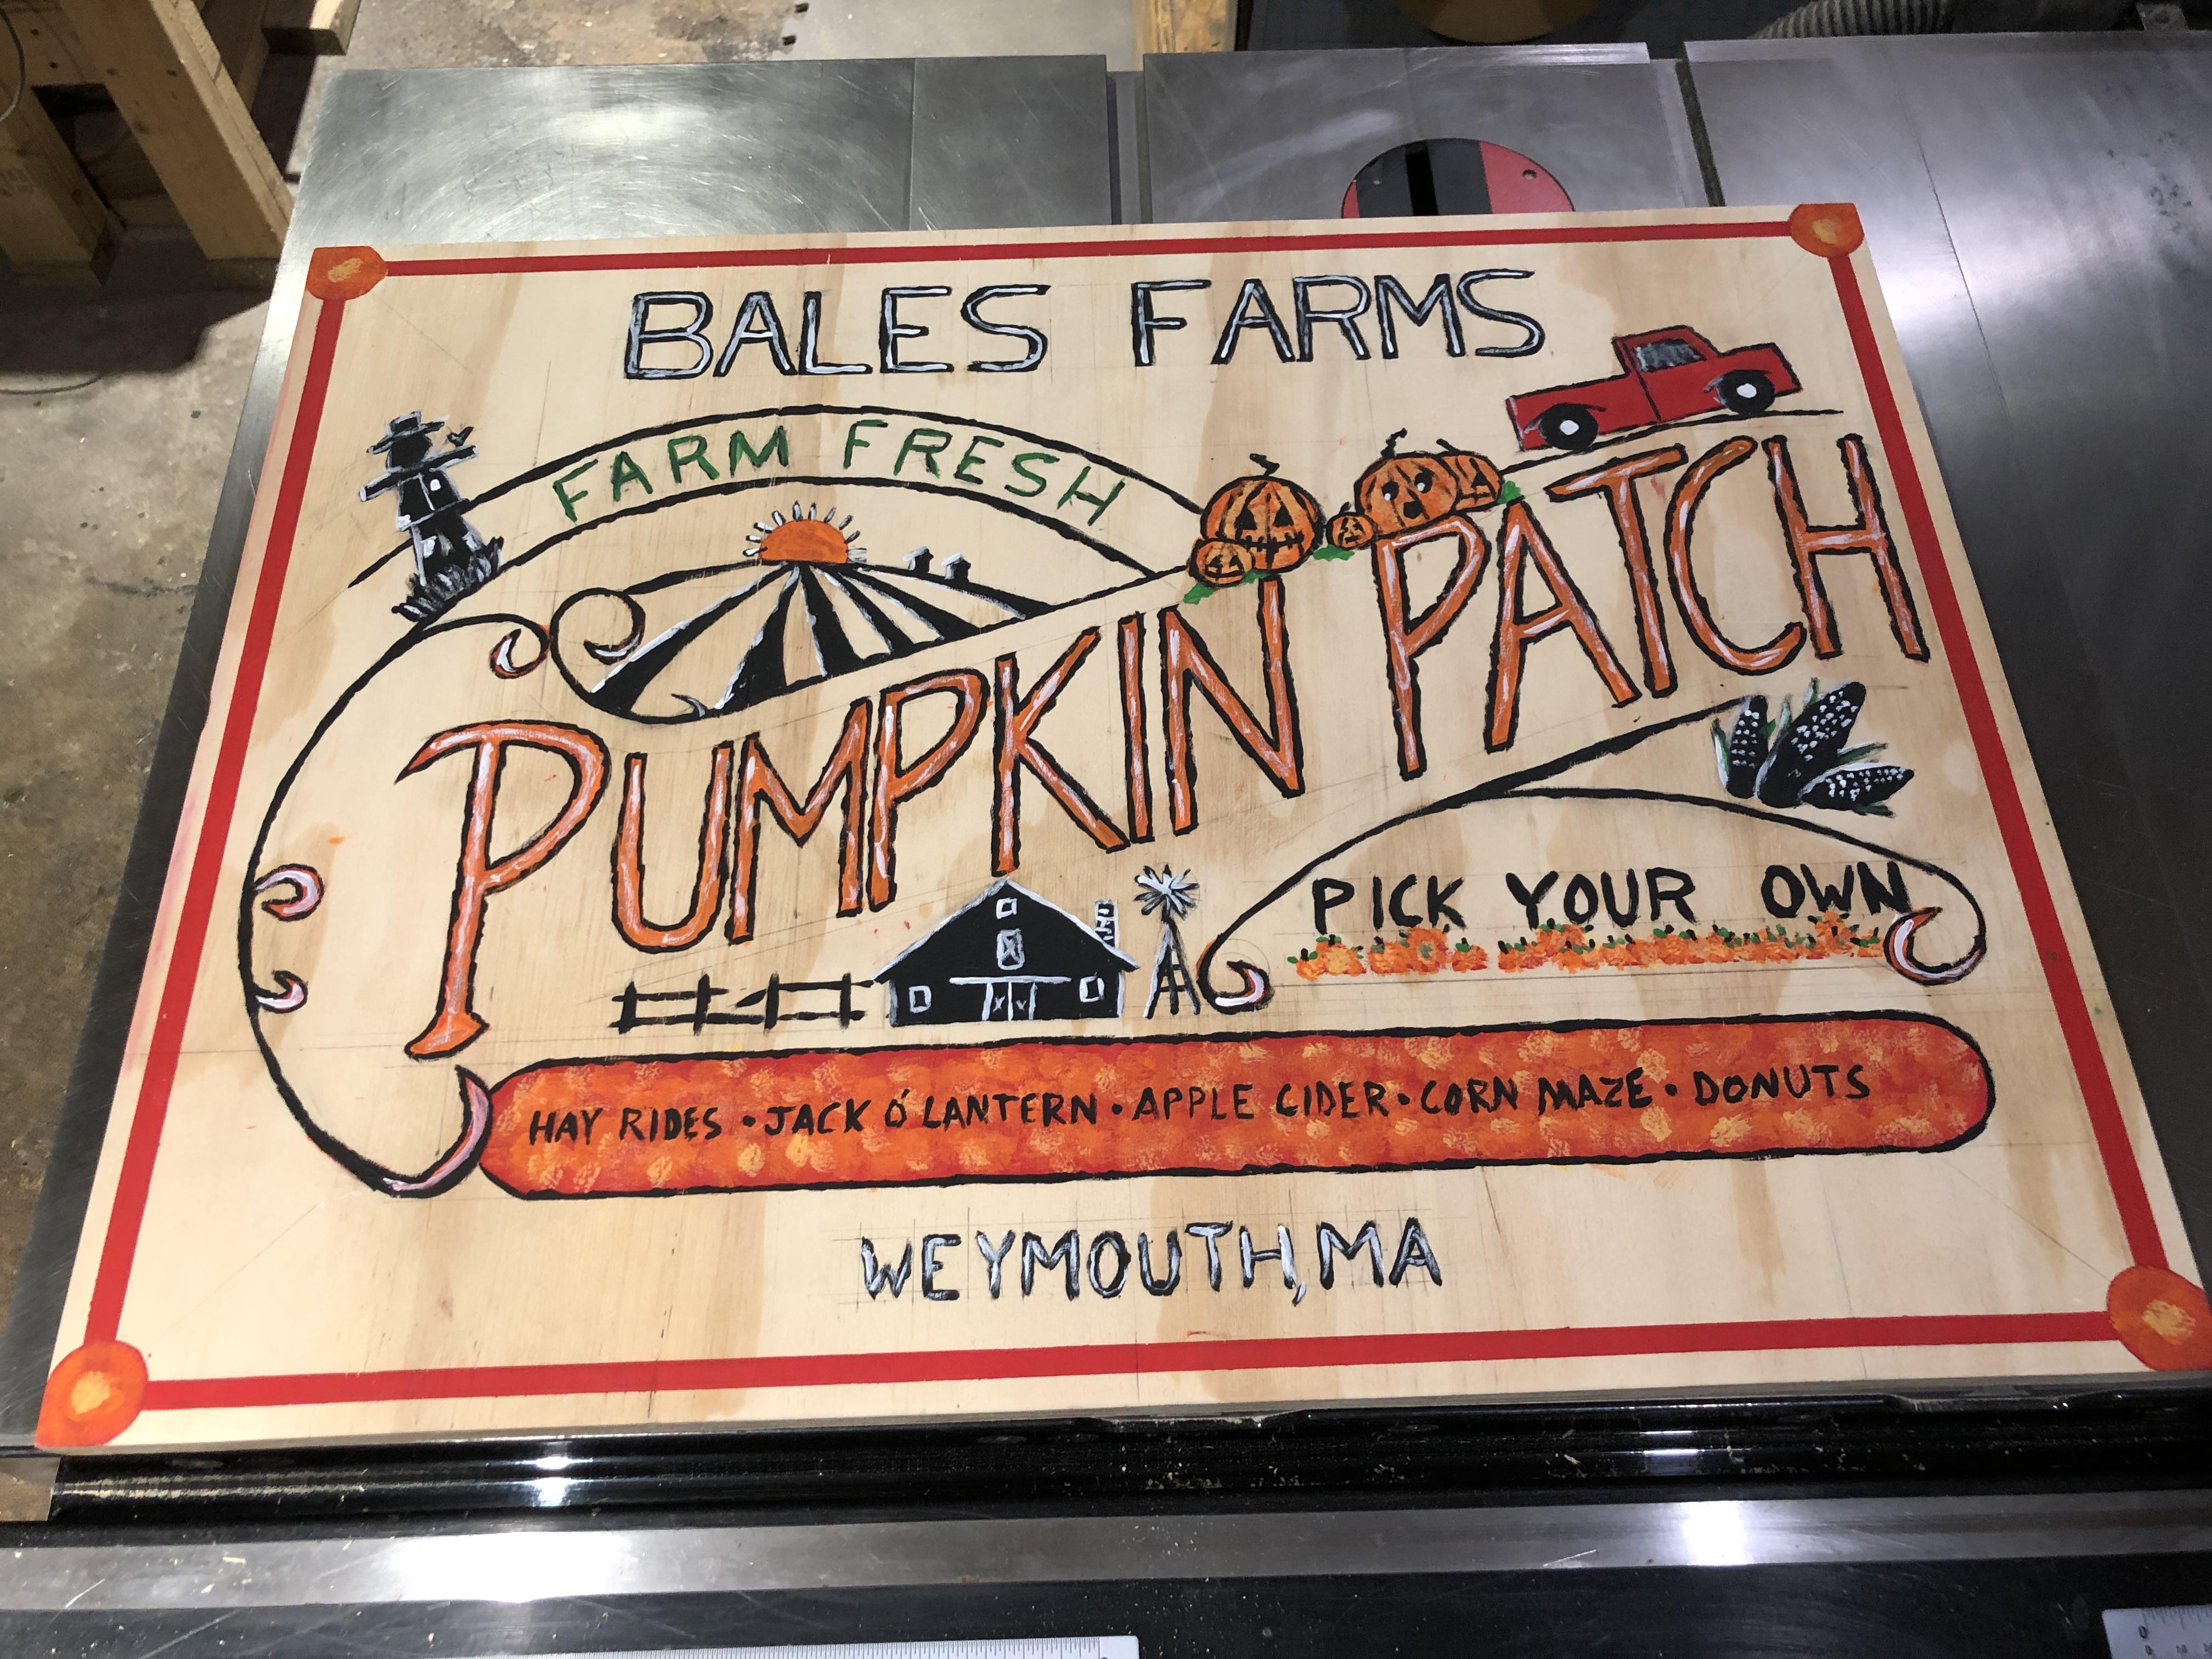 BALES FARMS
FARM FRESH
PUMPKIN PATCH
PICK YOUR OWN
HAY RIDES • JACK O' LANTERN • APPLE CIDER • CORN MAZE • DONUTS
WEYMOUTH, MA